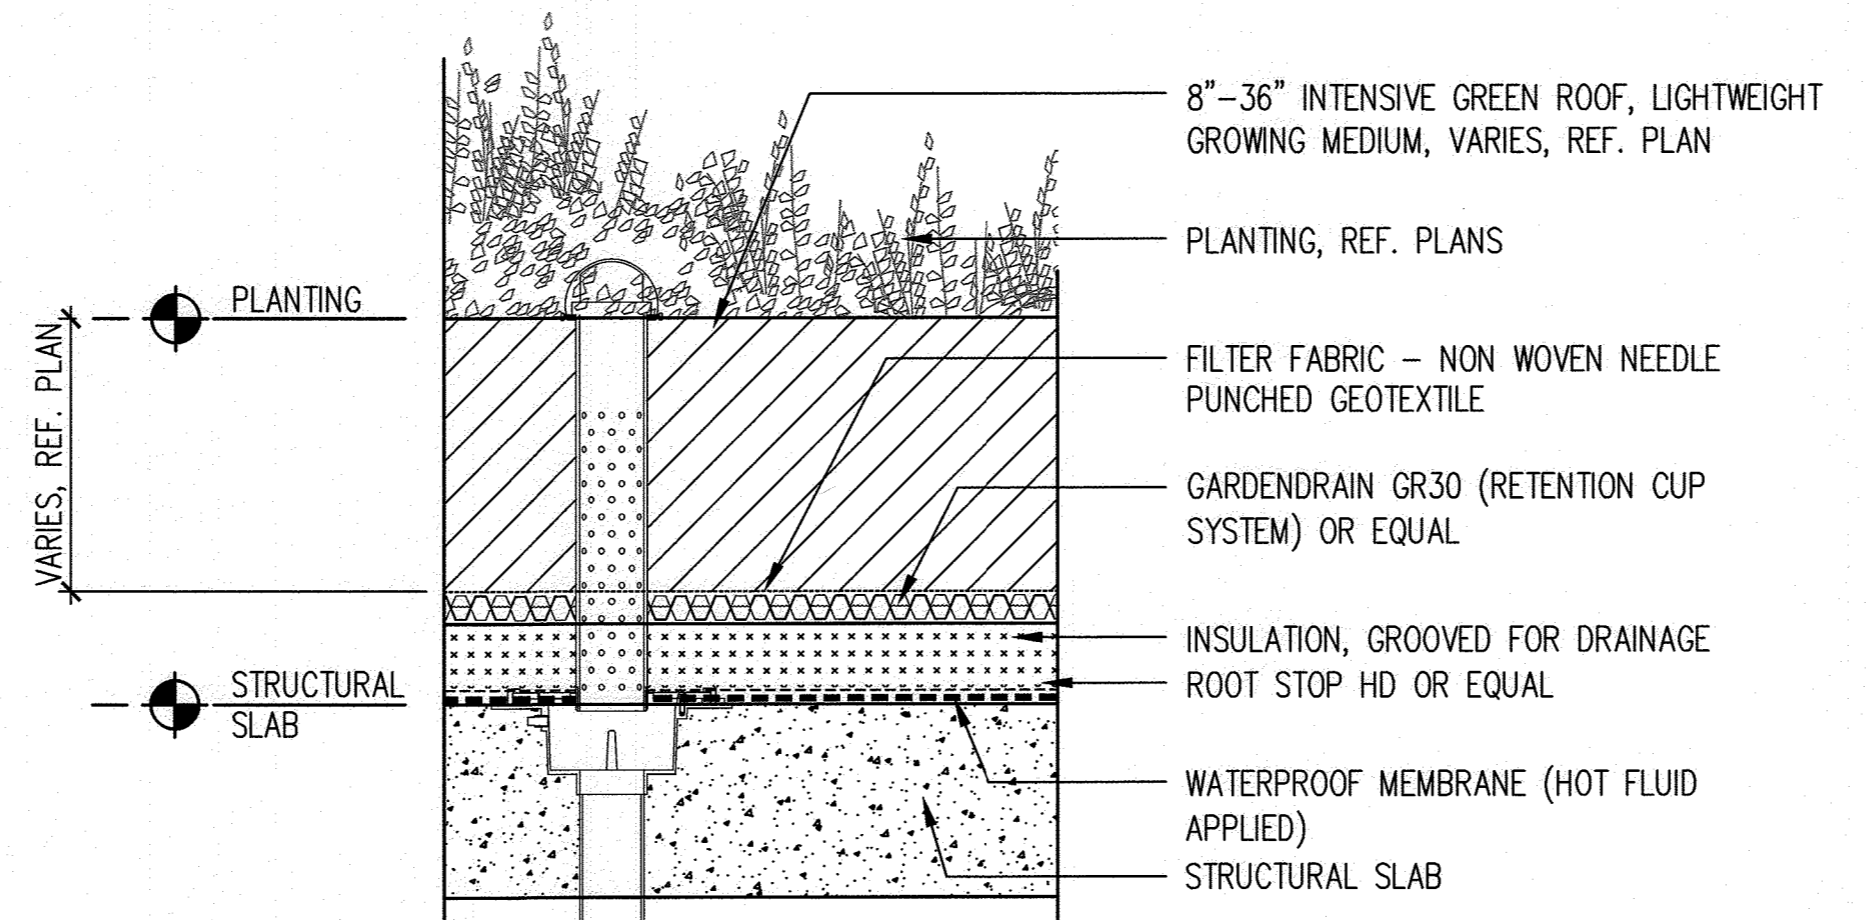 8"-36" INTENSIVE GREEN ROOF, LIGHTWEIGHT
GROWING MEDIUM, VARIES, REF. PLAN
PLANTING, REF. PLANS
PLANTING
VARIES, REF. PLAN
FILTER FABRIC – NON WOVEN NEEDLE
PUNCHED GEOTEXTILE
GARDENDRAIN GR30 (RETENTION CUP
SYSTEM) OR EQUAL
INSULATION, GROOVED FOR DRAINAGE
ROOT STOP HD OR EQUAL
STRUCTURAL
SLAB
WATERPROOF MEMBRANE (HOT FLUID
APPLIED)
STRUCTURAL SLAB